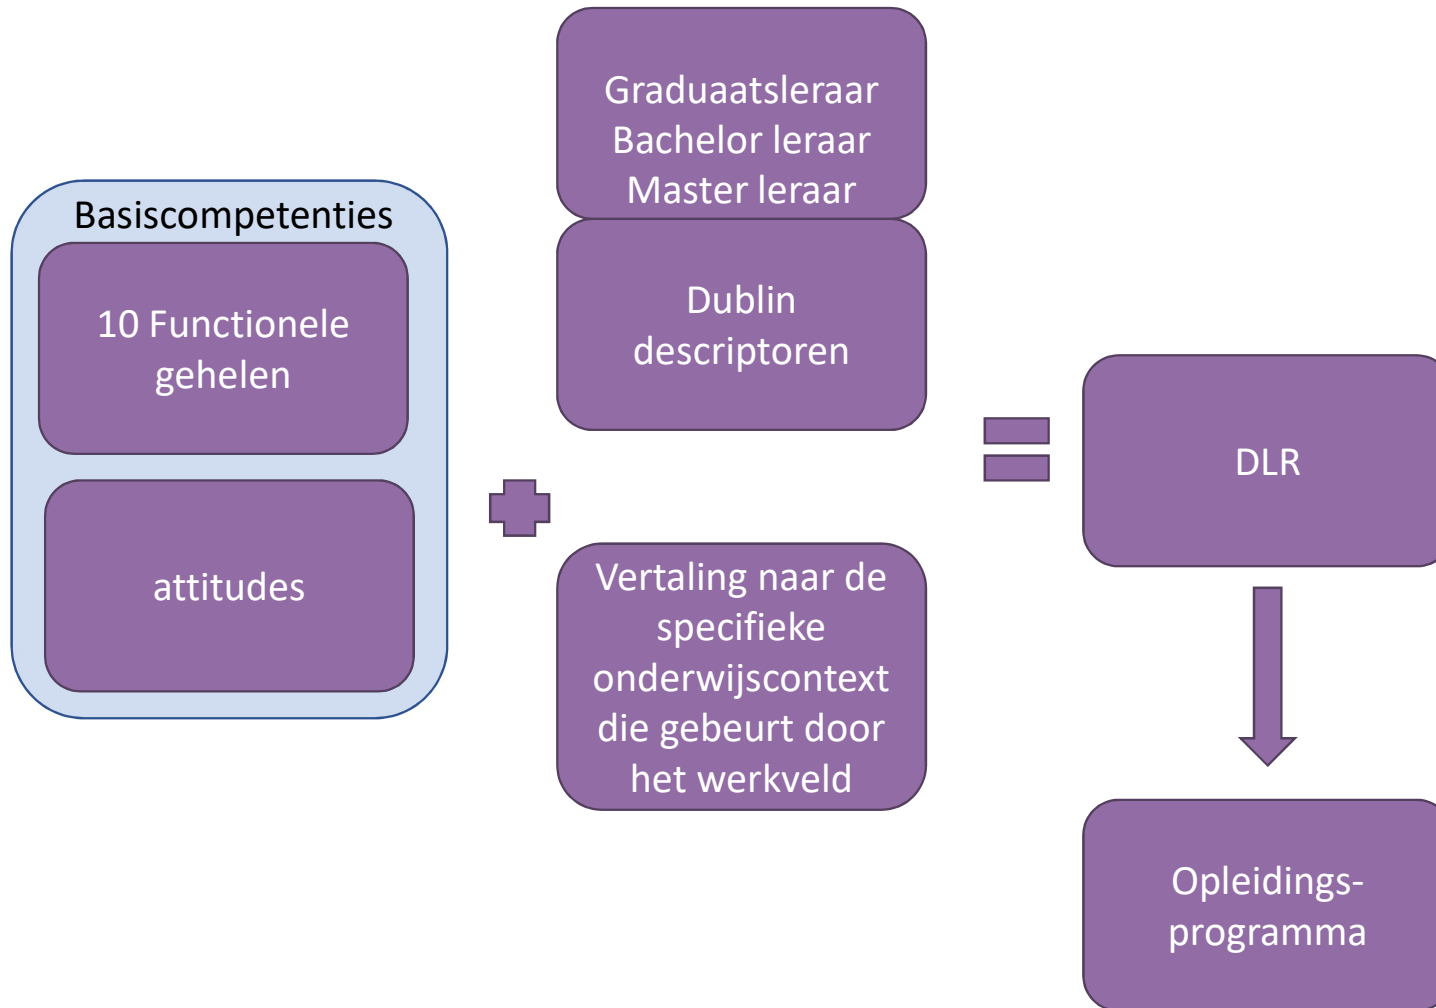 Basiscompetenties
10 Functionele
gehelen
attitudes
Graduaatsleraar
Bachelor leraar
Master leraar
Dublin
descriptoren
Vertaling naar de
specifieke
onderwijscontext
die gebeurt door
het werkveld
DLR
Opleidings-
programma